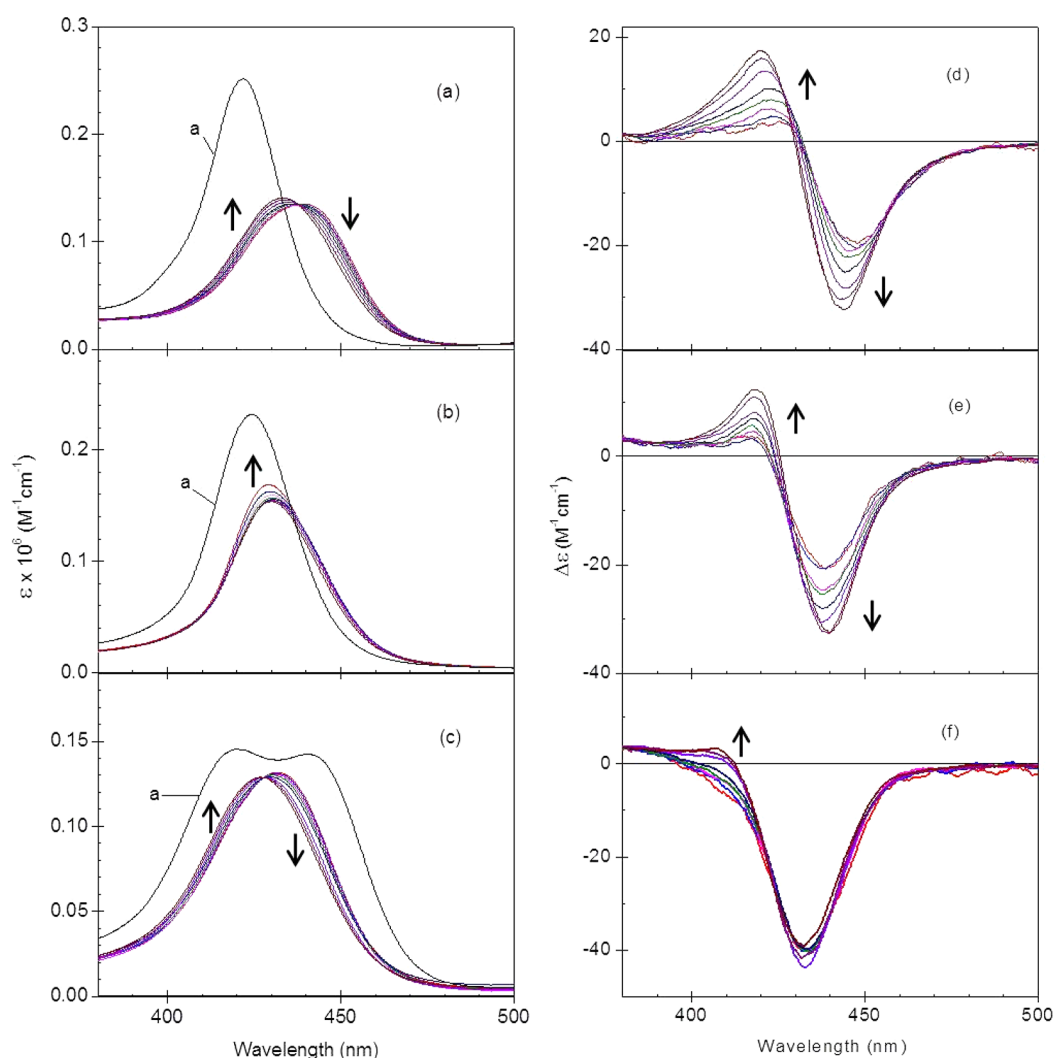 0.3
(a)
a
0.2
0.1
0.0
(b)
a
0.2
0.1
0.0
ε x 10⁶ (M⁻¹cm⁻¹)
0.15
(c)
a
0.10
0.05
0.00
400 450 500
Wavelength (nm)
20
(d)
0
-20
-40
(e)
0
-20
-40
Δε (M⁻¹cm⁻¹)
(f)
0
-20
-40
400 450 500
Wavelength (nm)